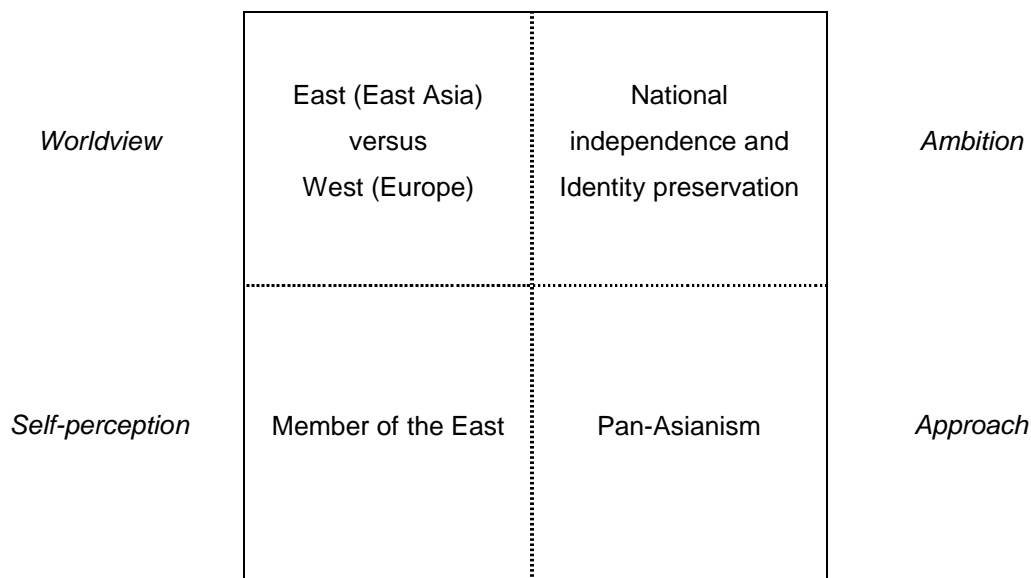 Worldview
East (East Asia)
versus
West (Europe)
National
independence and
Identity preservation
Ambition
Self-perception
Member of the East
Pan-Asianism
Approach